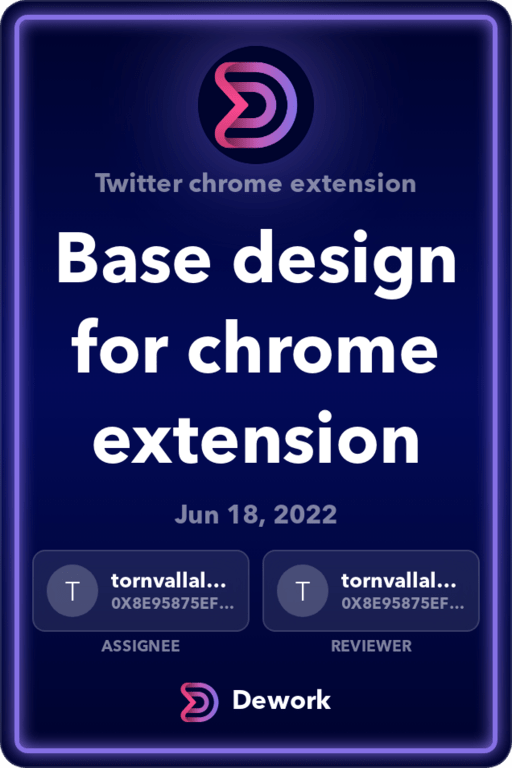 Twitter chrome extension
Base design
for chrome
extension
Jun 18, 2022
T tornvallal...
0X8E95875EF...
ASSIGNEE
T tornvallal...
0X8E95875EF...
REVIEWER
Dework